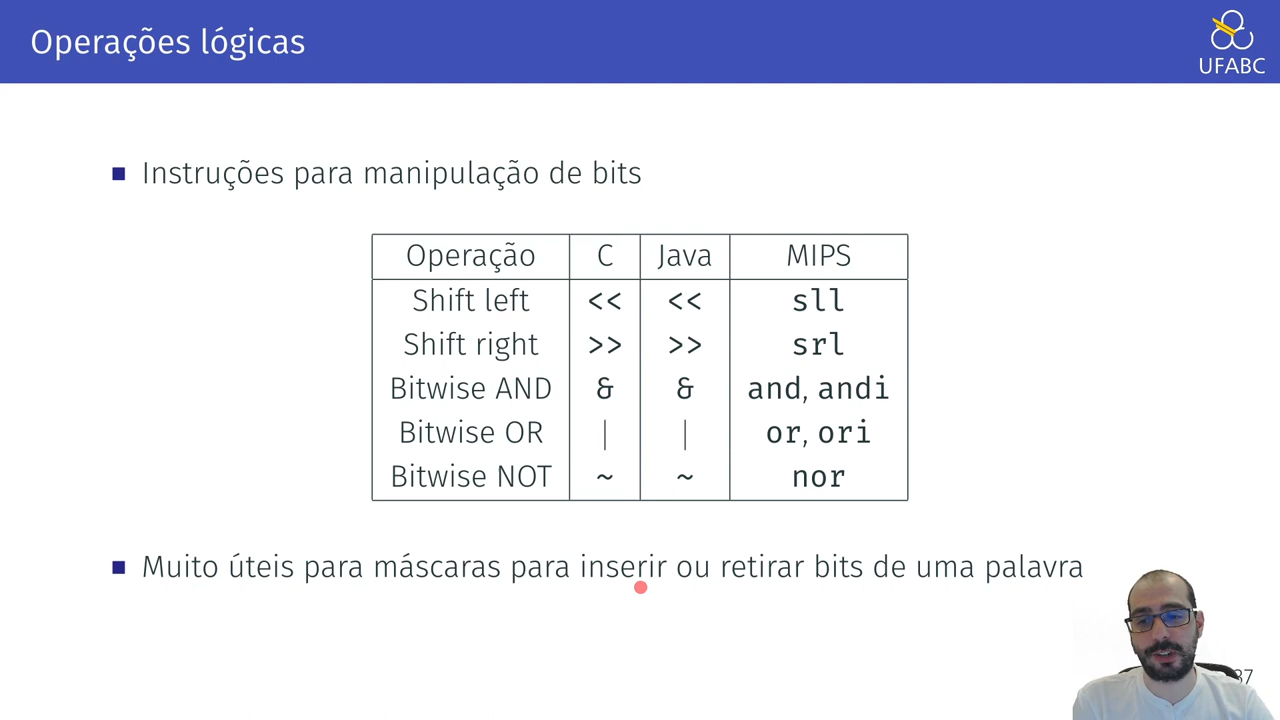 Operações lógicas
UFABC
Instruções para manipulação de bits
Operação C Java MIPS
Shift left << << sll
Shift right >> >> srl
Bitwise AND & & and, andi
Bitwise OR | | or, ori
Bitwise NOT ~ ~ nor
Muito úteis para máscaras para inserir ou retirar bits de uma palavra